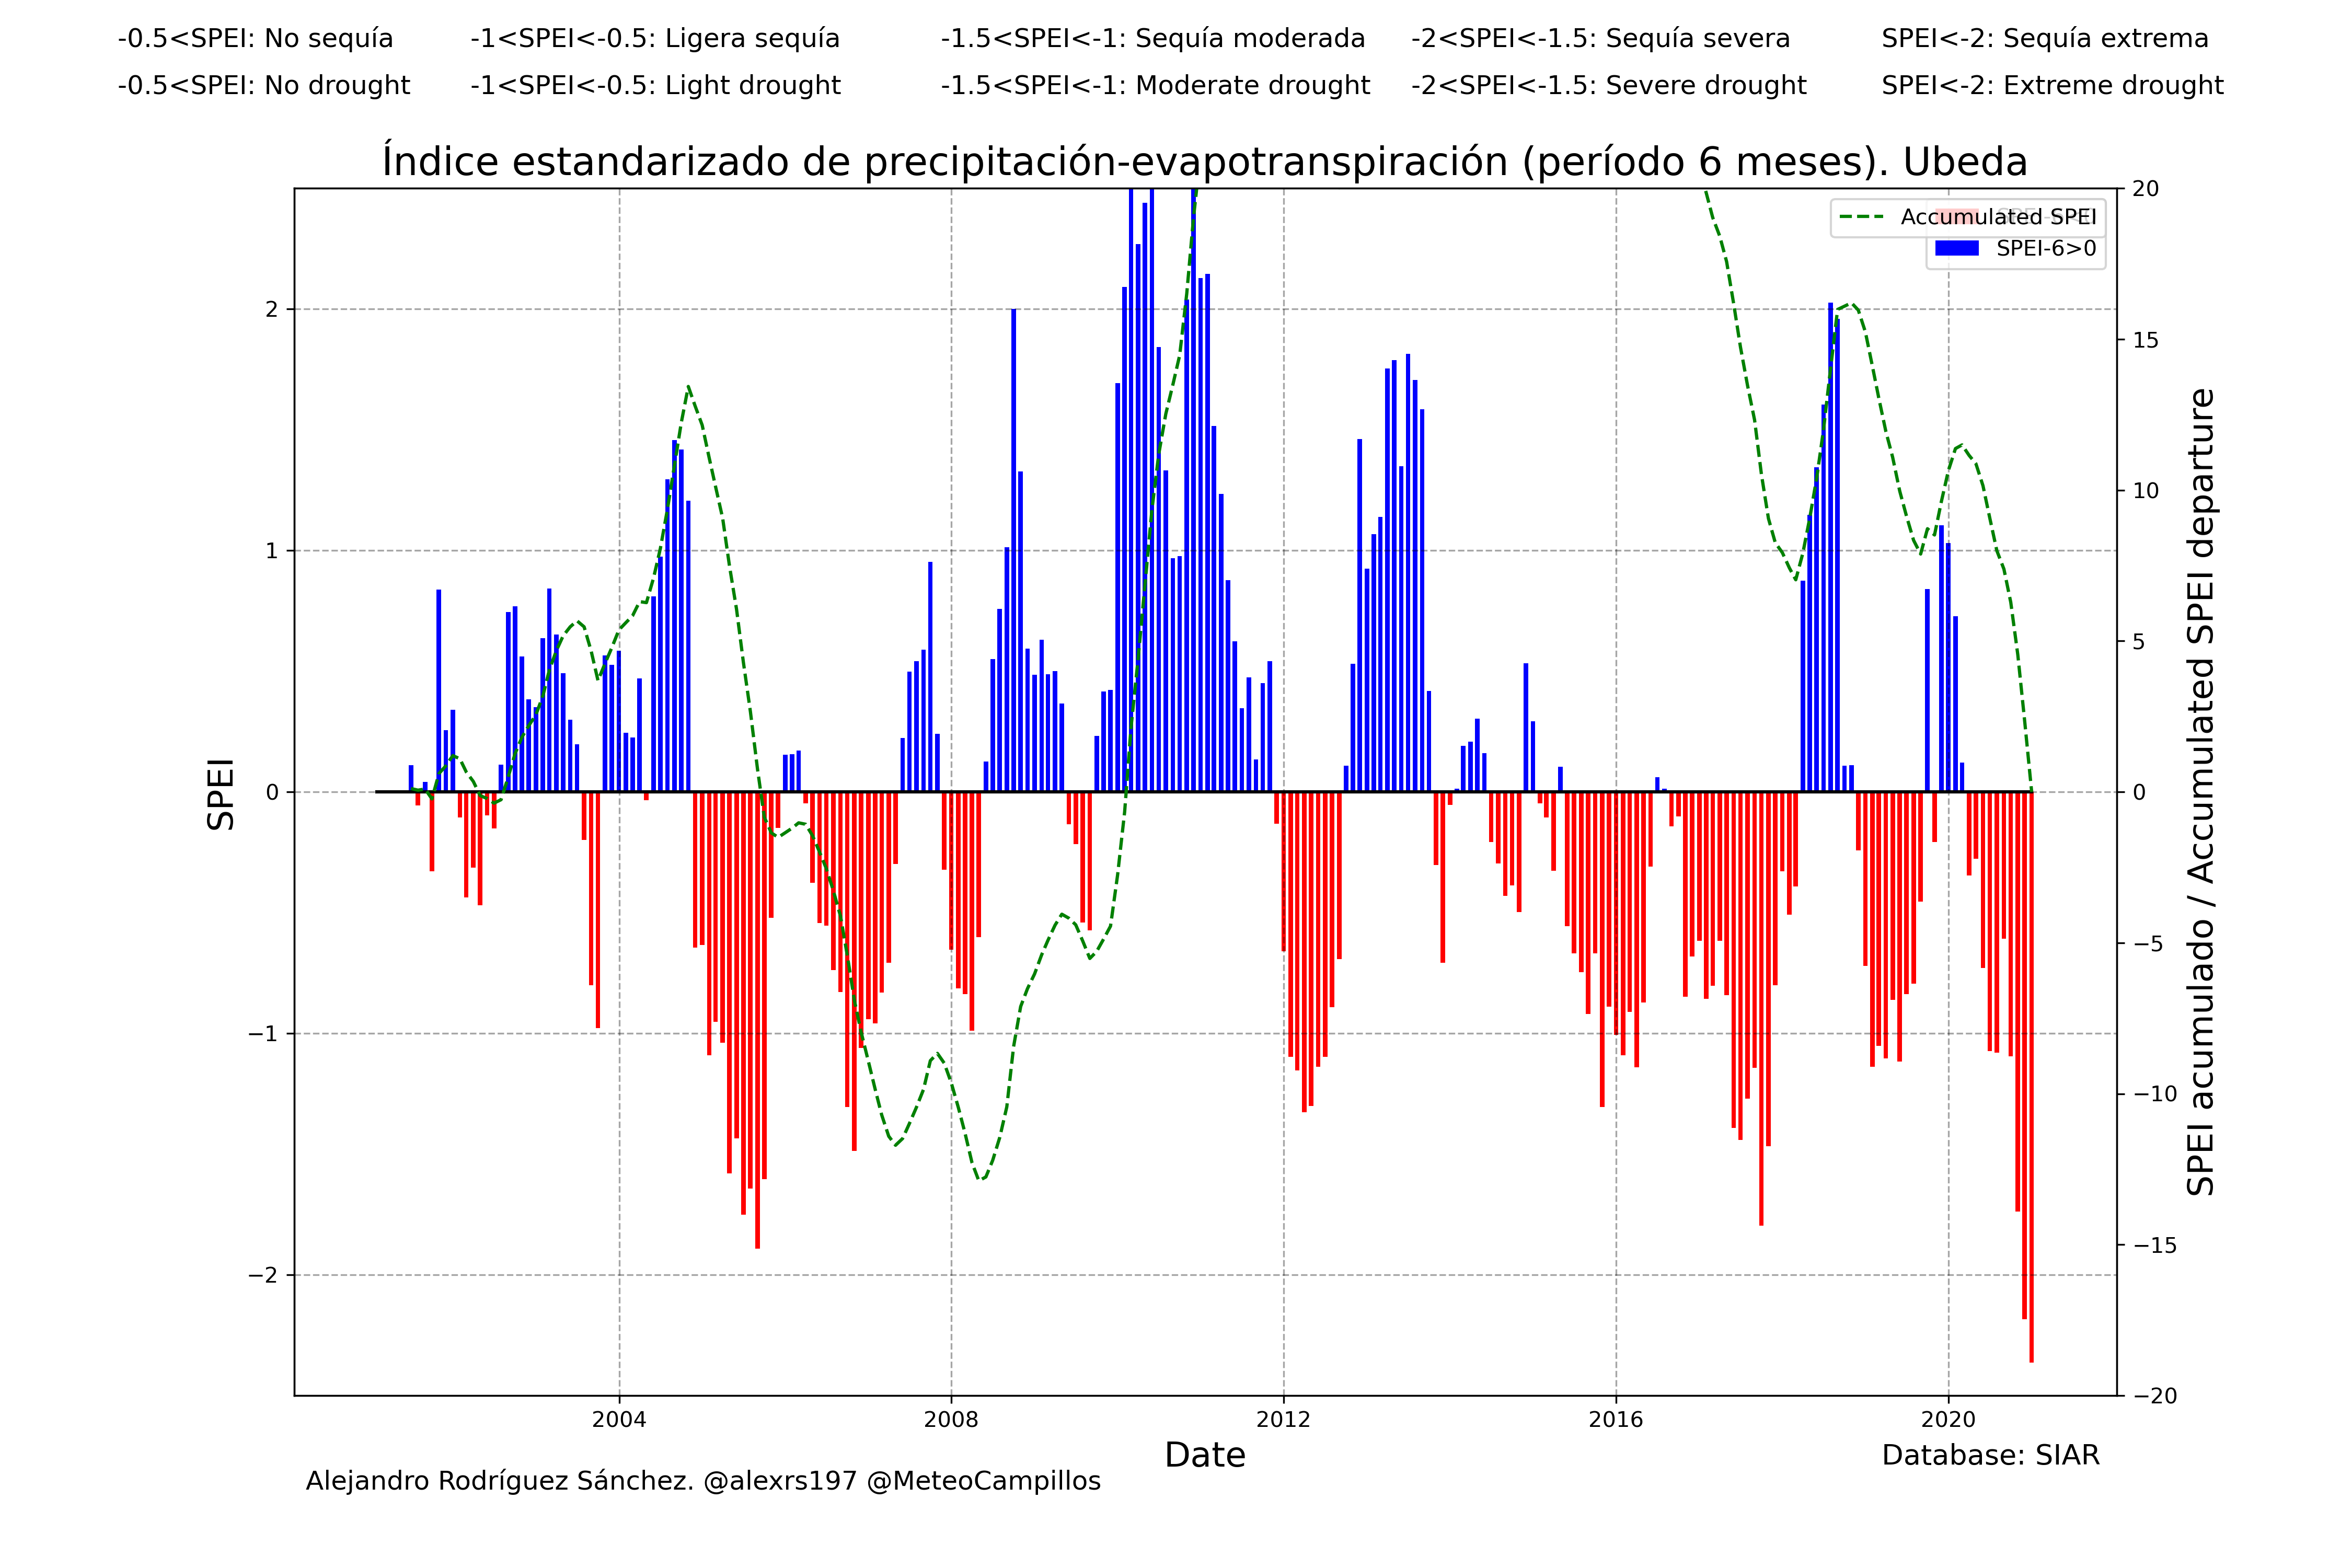 -0.5<SPEI: No sequía -1<SPEI<-0.5: Ligera sequía -1.5<SPEI<-1: Sequía moderada -2<SPEI<-1.5: Sequía severa SPEI<-2: Sequía extrema
-0.5<SPEI: No drought -1<SPEI<-0.5: Light drought -1.5<SPEI<-1: Moderate drought -2<SPEI<-1.5: Severe drought SPEI<-2: Extreme drought
Índice estandarizado de precipitación-evapotranspiración (período 6 meses). Ubeda
Accumulated SPEI
SPEI-6>0
SPEI
2
1
0
−1
−2
20
15
10
5
0
−5
−10
−15
−20
SPEI acumulado / Accumulated SPEI departure
2004 2008 2012 2016 2020
Date
Database: SIAR
Alejandro Rodríguez Sánchez. @alexrs197 @MeteoCampillos